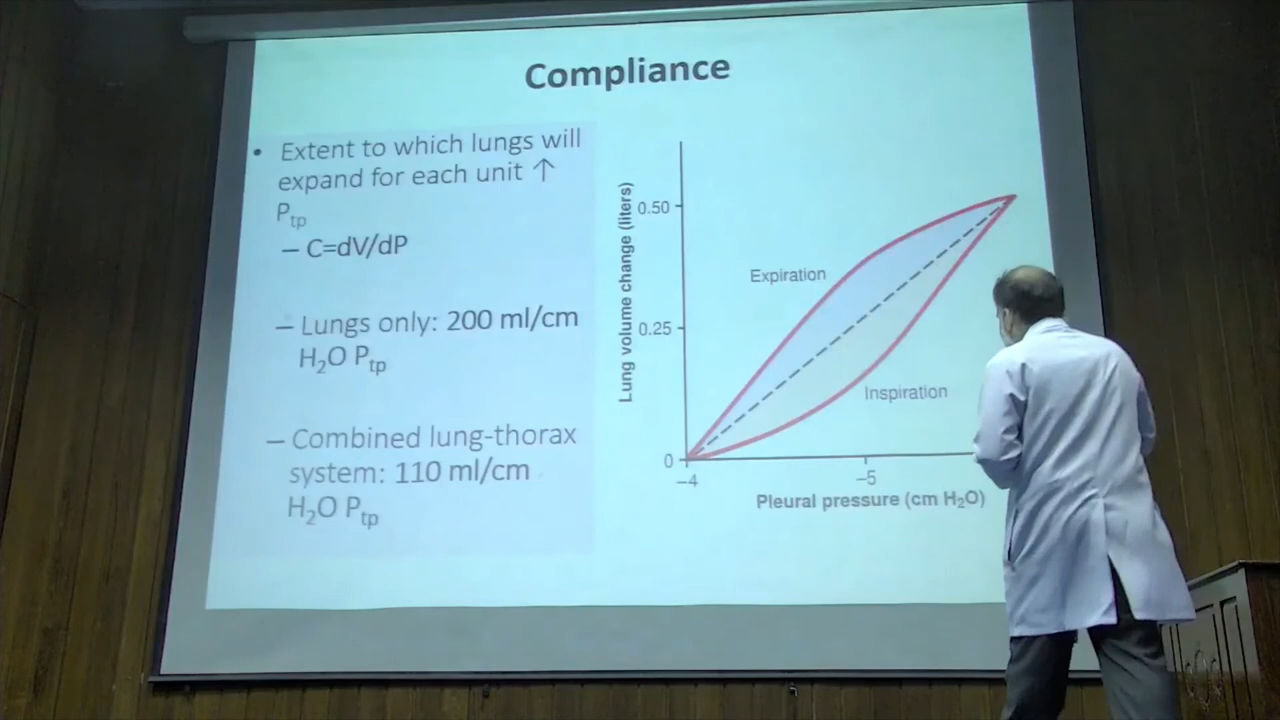 Compliance
• Extent to which lungs will
expand for each unit ↑
Ptp
– C=dV/dP
– Lungs only: 200 ml/cm
H2O Ptp
– Combined lung-thorax
system: 110 ml/cm
H2O Ptp
Lung volume change (liters)
0.50
0.25
0
Expiration
Inspiration
–4
–5
Pleural pressure (cm H2O)